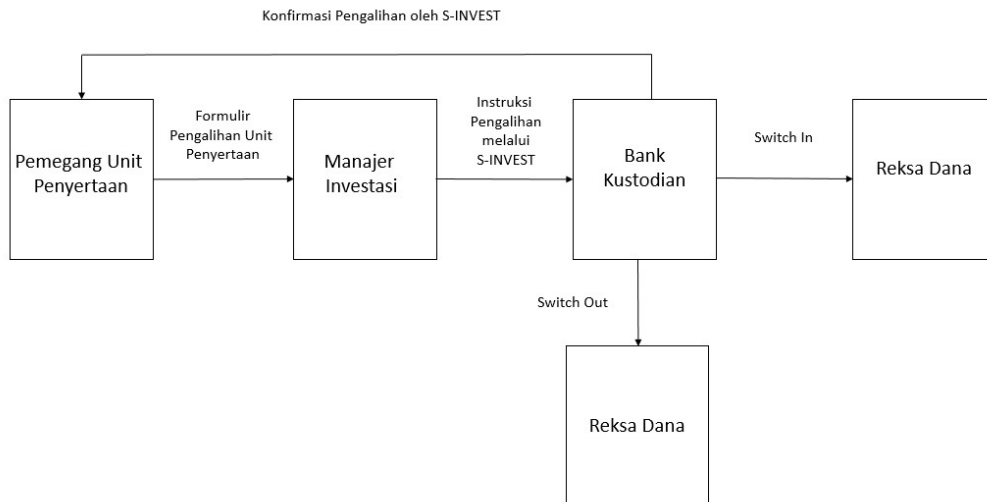 Konfirmasi Pengalihan oleh S-INVEST
Pemegang Unit
Penyertaan
Formulir
Pengalihan Unit
Penyertaan
Manajer
Investasi
Instruksi
Pengalihan
melalui
S-INVEST
Bank
Kustodian
Switch In
Reksa Dana
Switch Out
Reksa Dana